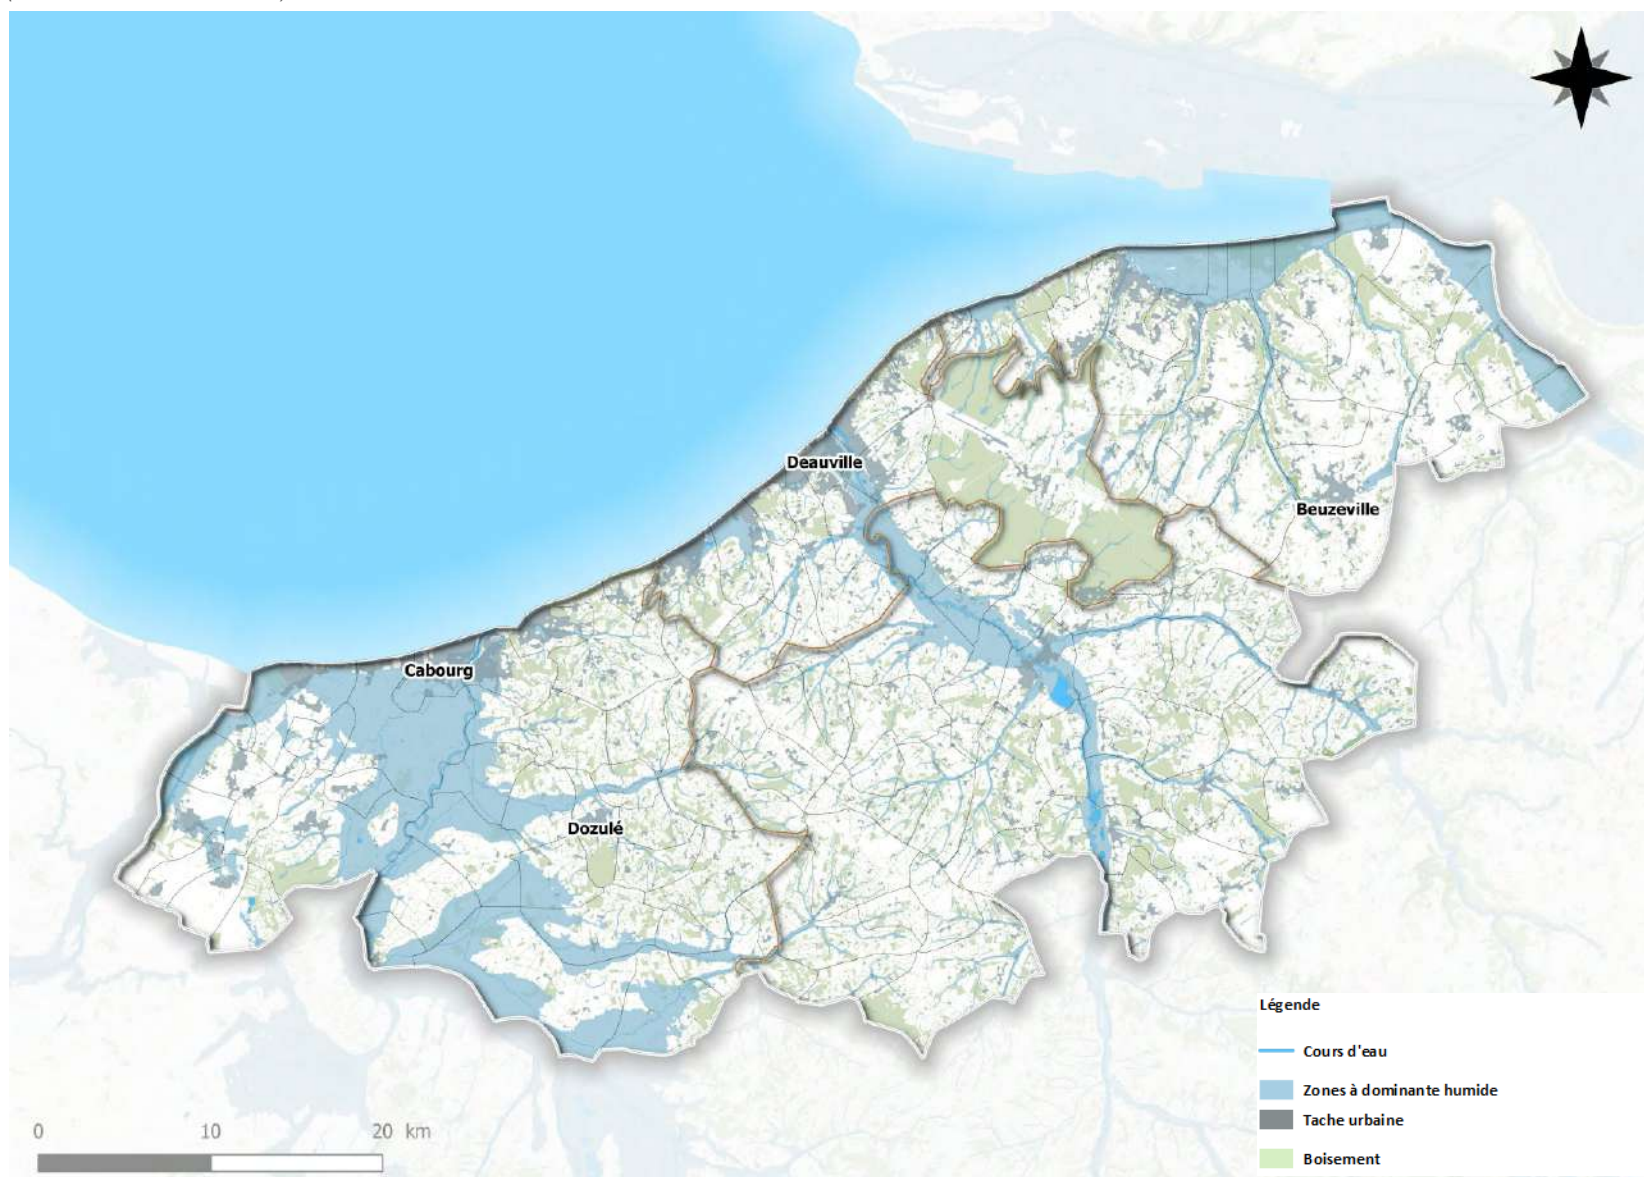 Deauville
Beuzeville
Cabourg
Dozulé
Légende
Cours d'eau
Zones à dominante humide
Tache urbaine
Boisement
0 10 20 km